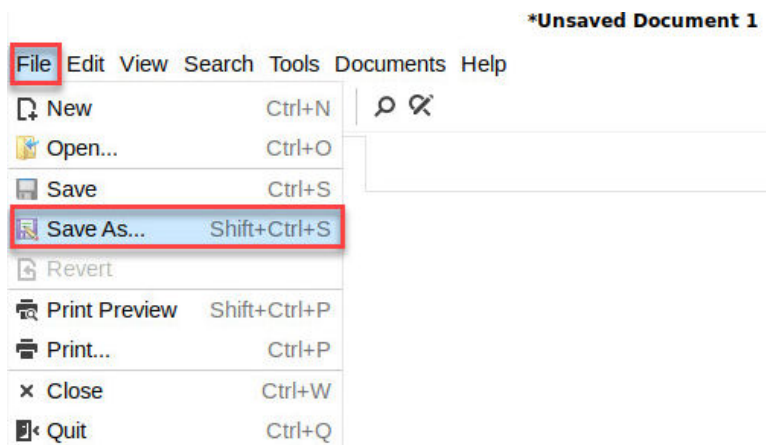 *Unsaved Document 1
File Edit View Search Tools Documents Help
New Ctrl+N
Open... Ctrl+O
Save Ctrl+S
Save As... Shift+Ctrl+S
Revert
Print Preview Shift+Ctrl+P
Print... Ctrl+P
Close Ctrl+W
Quit Ctrl+Q